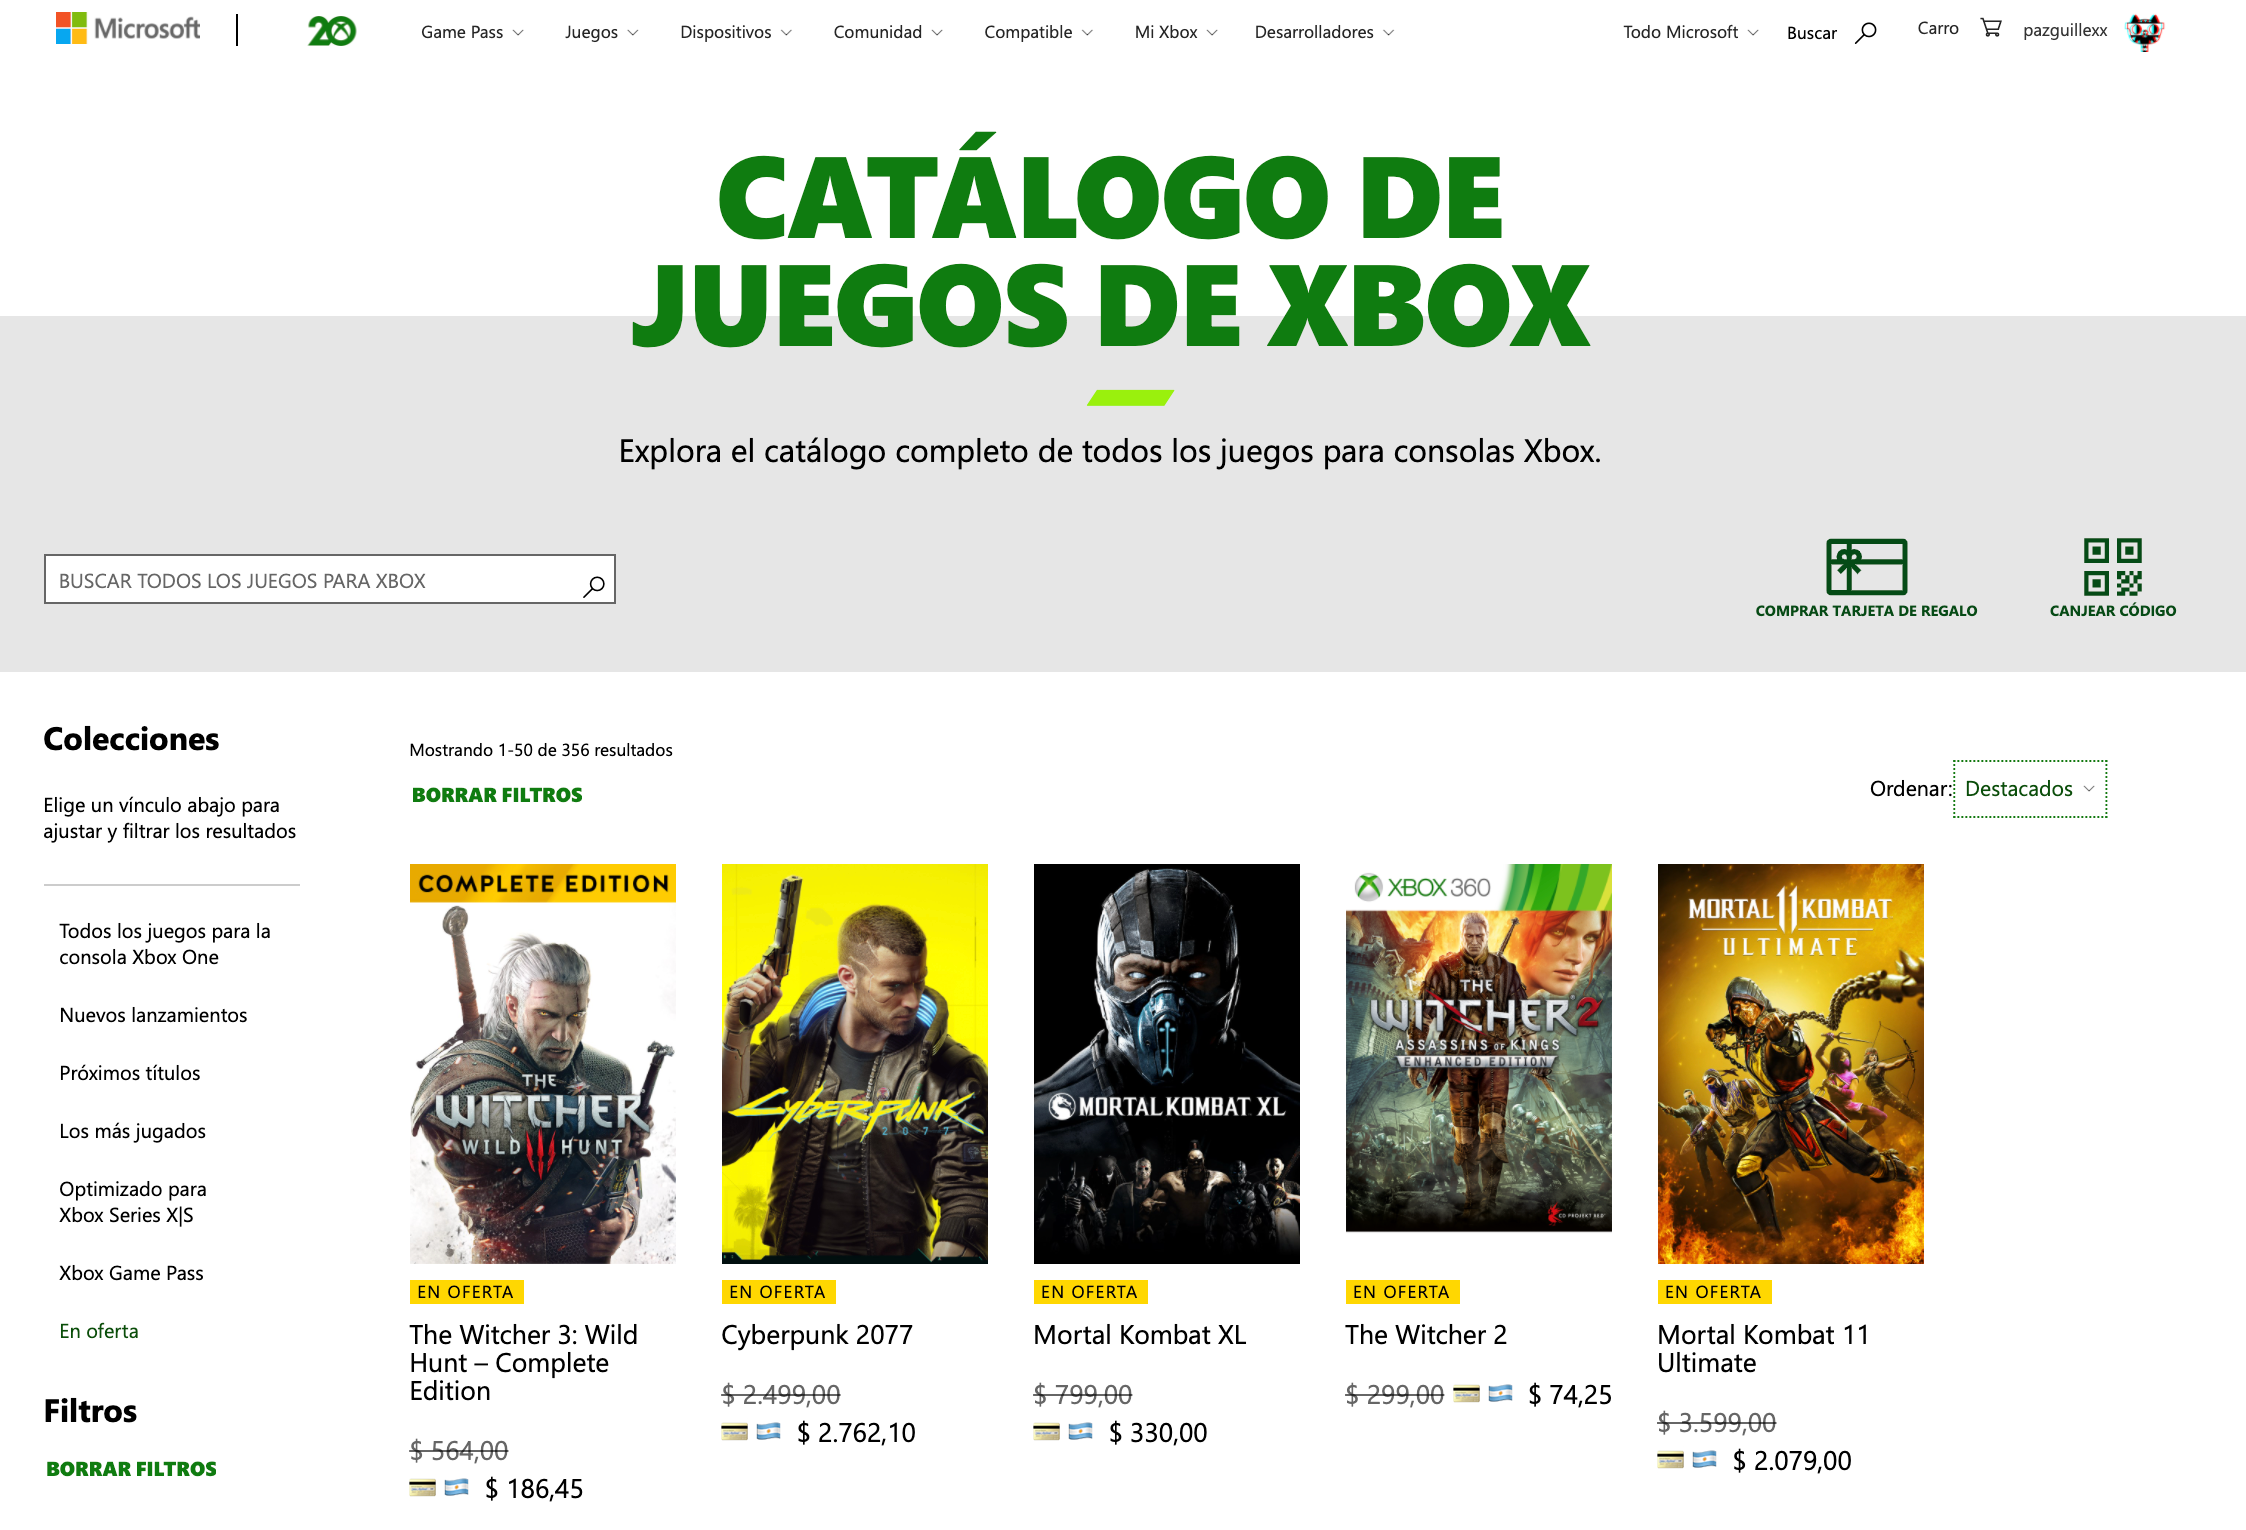 Microsoft
20
Game Pass
Juegos
Dispositivos
Comunidad
Compatible
Mi Xbox
Desarrolladores
Todo Microsoft
Buscar
Carro
pazguillexx
CATÁLOGO DE
JUEGOS DE XBOX
Explora el catálogo completo de todos los juegos para consolas Xbox.
BUSCAR TODOS LOS JUEGOS PARA XBOX
COMPRAR TARJETA DE REGALO
CANJEAR CÓDIGO
Colecciones
Elige un vínculo abajo para
ajustar y filtrar los resultados
Todos los juegos para la
consola Xbox One
Nuevos lanzamientos
Próximos títulos
Los más jugados
Optimizado para
Xbox Series X|S
Xbox Game Pass
En oferta
Filtros
BORRAR FILTROS
Mostrando 1-50 de 356 resultados
BORRAR FILTROS
Ordenar: Destacados
COMPLETE EDITION
THE
WITCHER
WILD III HUNT
EN OFERTA
The Witcher 3: Wild
Hunt – Complete
Edition
$ 564,00
$ 186,45
Cyberpunk
2077
EN OFERTA
Cyberpunk 2077
$ 2.499,00
$ 2.762,10
MORTAL KOMBAT XL
EN OFERTA
Mortal Kombat XL
$ 799,00
$ 330,00
XBOX 360
THE
WITCHER 2
ASSASSINS OF KINGS
ENHANCED EDITION
CD PROJEKT RED
EN OFERTA
The Witcher 2
$ 299,00 $ 74,25
MORTAL 11 KOMBAT
ULTIMATE
EN OFERTA
Mortal Kombat 11
Ultimate
$ 3.599,00
$ 2.079,00